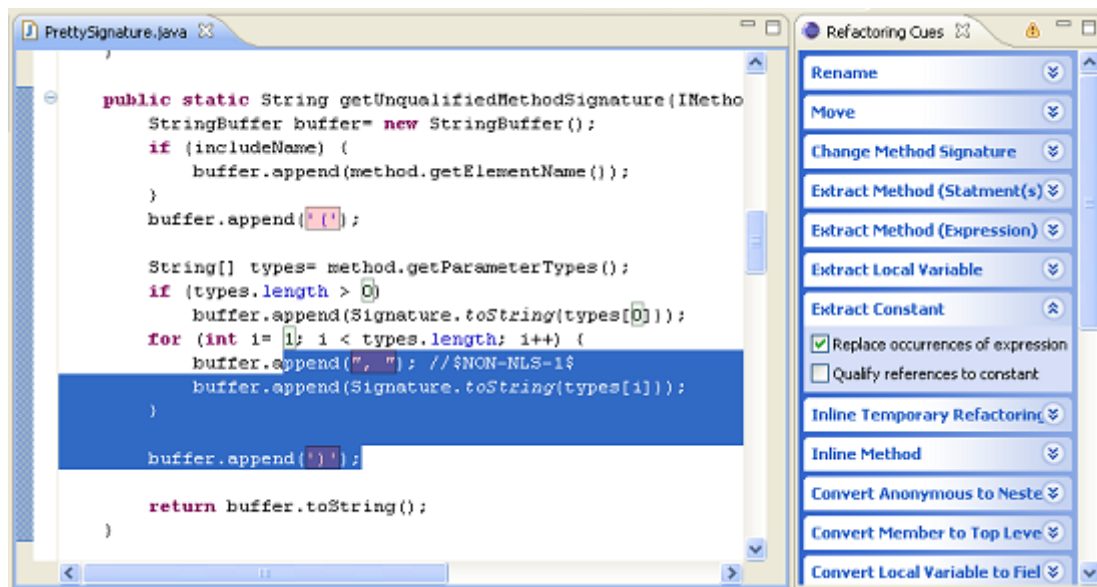 PrettySignature.java
}
public static String getUnqualifiedMethodSignature(IMetho
StringBuffer buffer= new StringBuffer();
if (includeName) {
buffer.append(method.getElementName());
}
buffer.append('(');
String[] types= method.getParameterTypes();
if (types.length > 0)
buffer.append(Signature.toString(types[0]));
for (int i= 1; i < types.length; i++) {
buffer.append(", "); //$NON-NLS-1$
buffer.append(Signature.toString(types[i]));
}
buffer.append(')');
return buffer.toString();
}
Refactoring Cues
Rename
Move
Change Method Signature
Extract Method (Statment(s)
Extract Method (Expression)
Extract Local Variable
Extract Constant
Replace occurrences of expression
Qualify references to constant
Inline Temporary Refactoring
Inline Method
Convert Anonymous to Neste
Convert Member to Top Leve
Convert Local Variable to Fiel